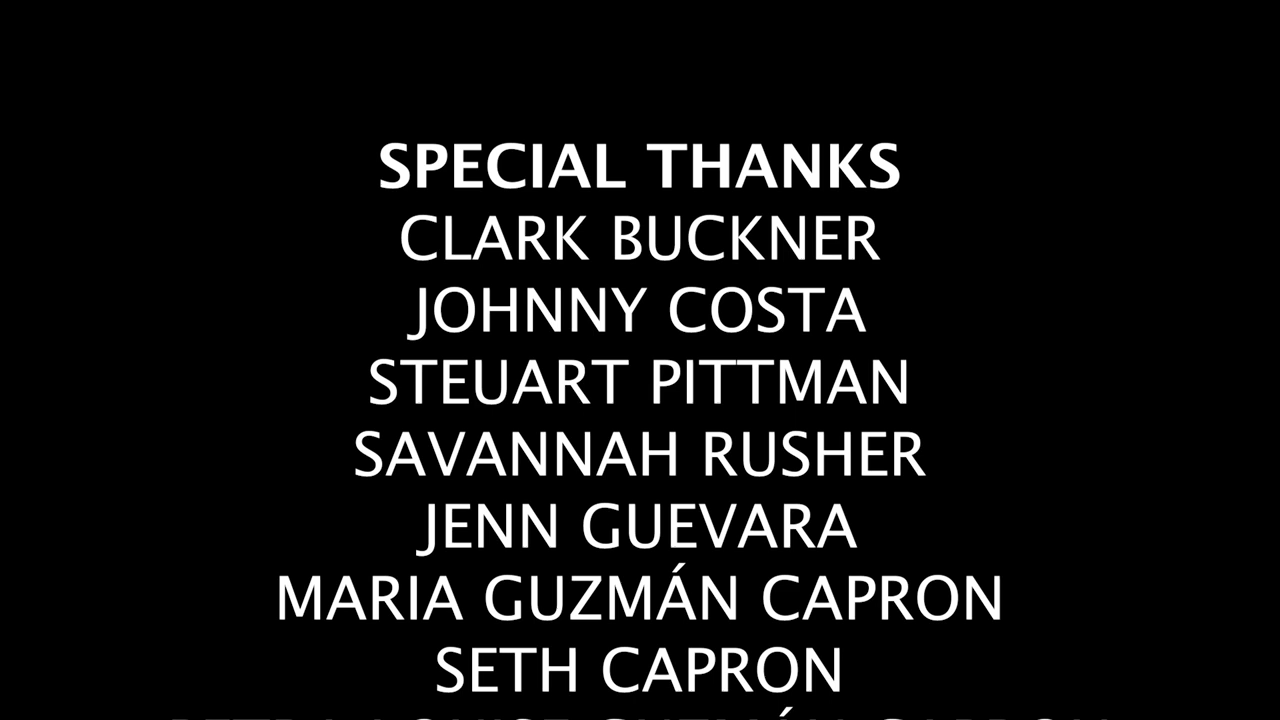 SPECIAL THANKS
CLARK BUCKNER
JOHNNY COSTA
STEUART PITTMAN
SAVANNAH RUSHER
JENN GUEVARA
MARIA GUZMÁN CAPRON
SETH CAPRON